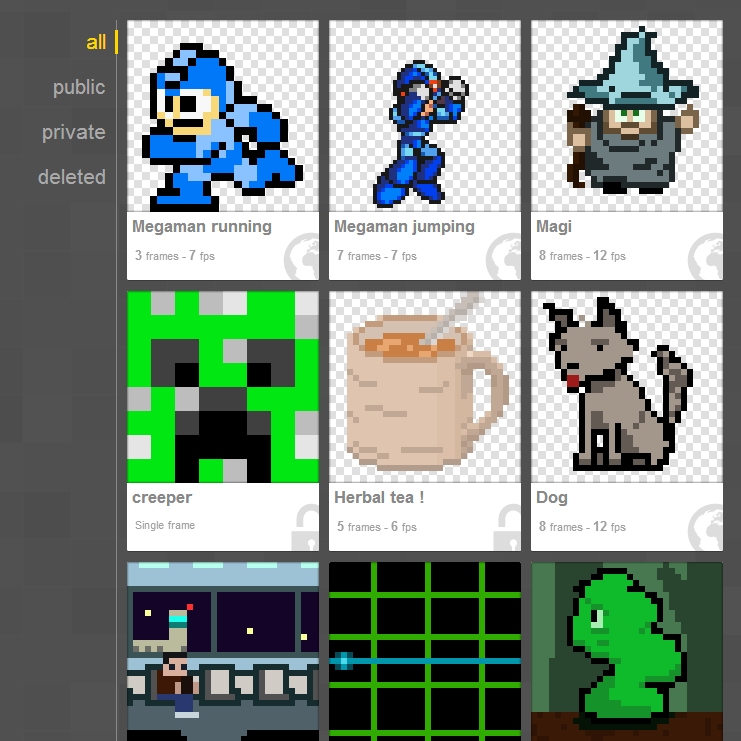 all
public
private
deleted
Megaman running
3 frames - 7 fps
Megaman jumping
7 frames - 7 fps
Magi
8 frames - 12 fps
creeper
Single frame
Herbal tea !
5 frames - 6 fps
Dog
8 frames - 12 fps